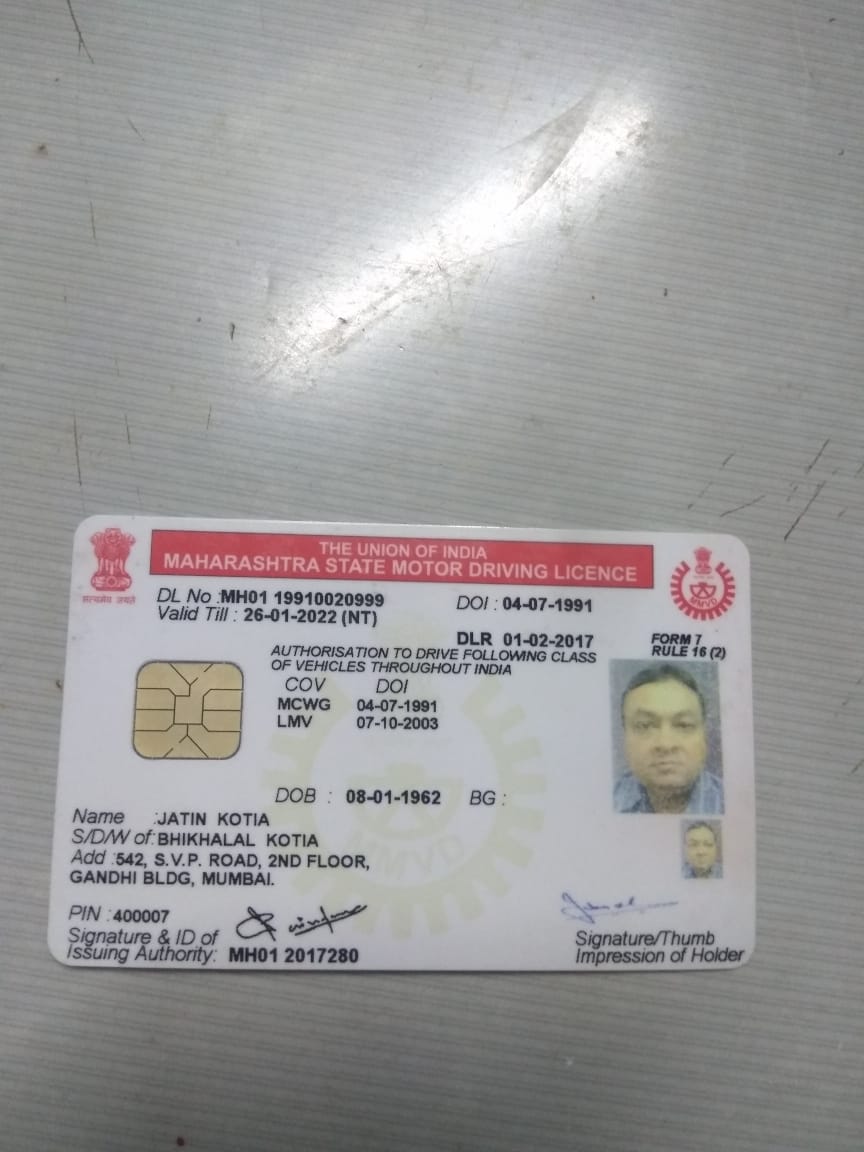 THE UNION OF INDIA
MAHARASHTRA STATE MOTOR DRIVING LICENCE
सत्यमेव जयते
MMVD
DL No :MH01 19910020999 DOI : 04-07-1991
Valid Till : 26-01-2022 (NT)
DLR 01-02-2017 FORM 7
RULE 16 (2)
AUTHORISATION TO DRIVE FOLLOWING CLASS
OF VEHICLES THROUGHOUT INDIA
COV DOI
MCWG 04-07-1991
LMV 07-10-2003
DOB : 08-01-1962 BG :
MMVD
Name :JATIN KOTIA
S/D/W of:BHIKHALAL KOTIA
Add :542, S.V.P. ROAD, 2ND FLOOR,
GANDHI BLDG, MUMBAI.
PIN :400007
Signature & ID of
Issuing Authority: MH01 2017280
Signature/Thumb
Impression of Holder